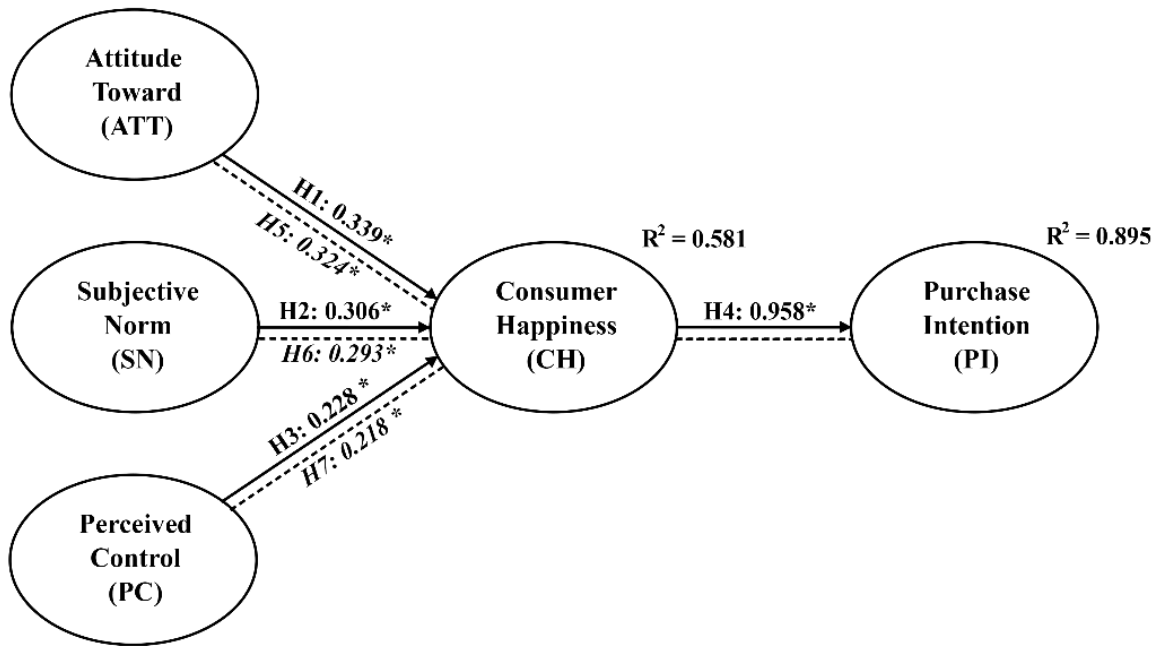 Attitude
Toward
(ATT)
H1: 0.339*
H5: 0.324*
Subjective
Norm
(SN)
H2: 0.306*
H6: 0.293*
Perceived
Control
(PC)
H3: 0.228 *
H7: 0.218 *
Consumer
Happiness
(CH)
R² = 0.581
H4: 0.958*
Purchase
Intention
(PI)
R² = 0.895